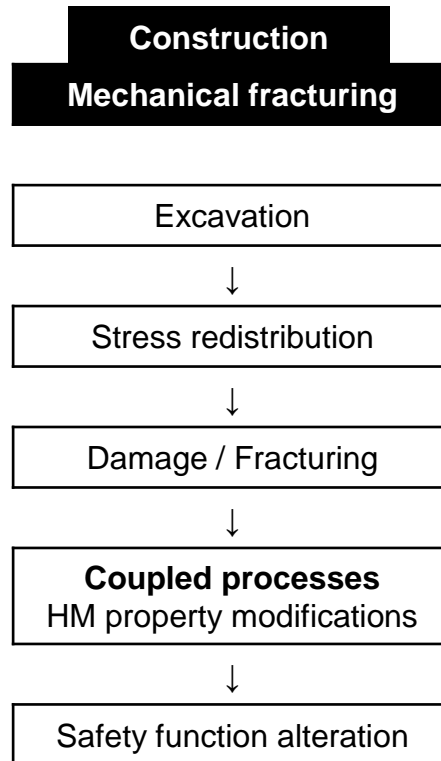 Construction
Mechanical fracturing
Excavation
↓
Stress redistribution
↓
Damage / Fracturing
↓
Coupled processes
HM property modifications
↓
Safety function alteration